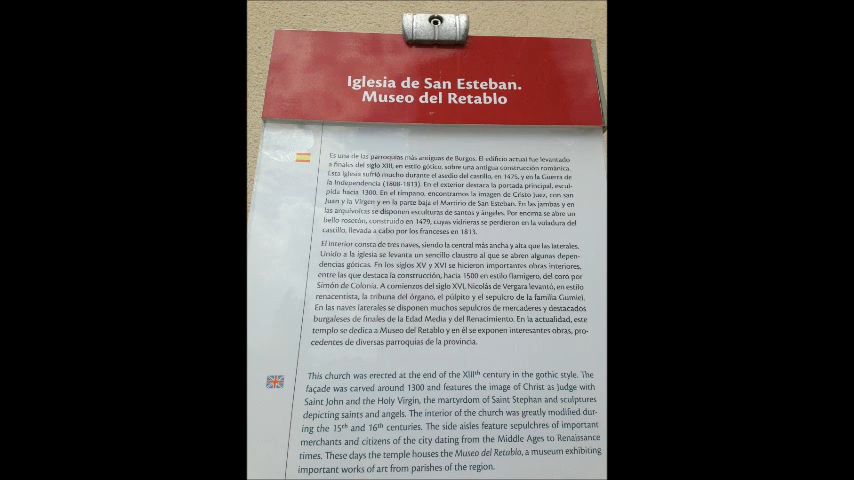 Iglesia de San Esteban.
Museo del Retablo
Es una de las parroquias más antiguas de Burgos. El edificio actual fue levantado
a finales del siglo XIII, en estilo gótico, sobre una antigua construcción románica.
Esta iglesia sufrió mucho durante el asedio del castillo, en 1475, y en la Guerra de
la Independencia (1808-1813). En el exterior destaca la portada principal, escul-
pida hacia 1300. En el tímpano, encontramos la imagen de Cristo Juez, con san
Juan y la Virgen y en la parte baja el Martirio de San Esteban. En las jambas y en
las arquivoltas se disponen esculturas de santos y ángeles. Por encima se abre un
bello rosetón, construido en 1479, cuyas vidrieras se perdieron en la voladura del
castillo, llevada a cabo por los franceses en 1813.
El interior consta de tres naves, siendo la central más ancha y alta que las laterales.
Unido a la iglesia se levanta un sencillo claustro al que se abren algunas depen-
dencias góticas. En los siglos XV y XVI se hicieron importantes obras interiores,
entre las que destaca la construcción, hacia 1500 en estilo flamígero, del coro por
Simón de Colonia. A comienzos del siglo XVI, Nicolás de Vergara levantó, en estilo
renacentista, la tribuna del órgano, el púlpito y el sepulcro de la familia Gumiel.
En las naves laterales se disponen muchos sepulcros de mercaderes y destacados
burgaleses de finales de la Edad Media y del Renacimiento. En la actualidad, este
templo se dedica a Museo del Retablo y en él se exponen interesantes obras, pro-
cedentes de diversas parroquias de la provincia.
This church was erected at the end of the XIIIth century in the gothic style. The
façade was carved around 1300 and features the image of Christ as Judge with
Saint John and the Holy Virgin, the martyrdom of Saint Stephan and sculptures
depicting saints and angels. The interior of the church was greatly modified dur-
ing the 15th and 16th centuries. The side aisles feature sepulchres of important
merchants and citizens of the city dating from the Middle Ages to Renaissance
times. These days the temple houses the Museo del Retablo, a museum exhibiting
important works of art from parishes of the region.